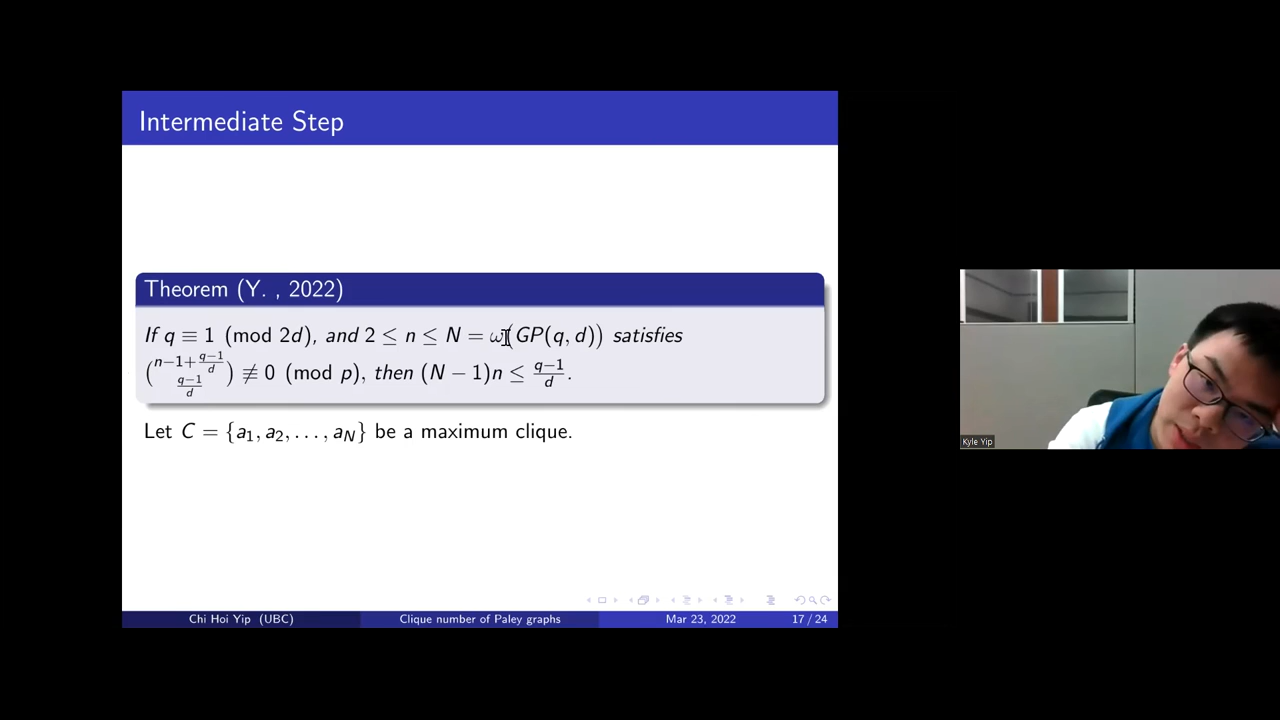 Intermediate Step
Theorem (Y. , 2022)
If q ≡ 1 (mod 2d), and 2 ≤ n ≤ N = ω(GP(q, d)) satisfies
(n−1+(q−1)/d choose (q−1)/d) ≢ 0 (mod p), then (N − 1)n ≤ (q−1)/d.
Let C = {a₁, a₂, . . . , a_N} be a maximum clique.
Chi Hoi Yip (UBC) Clique number of Paley graphs Mar 23, 2022 17 / 24
Kyle Yip